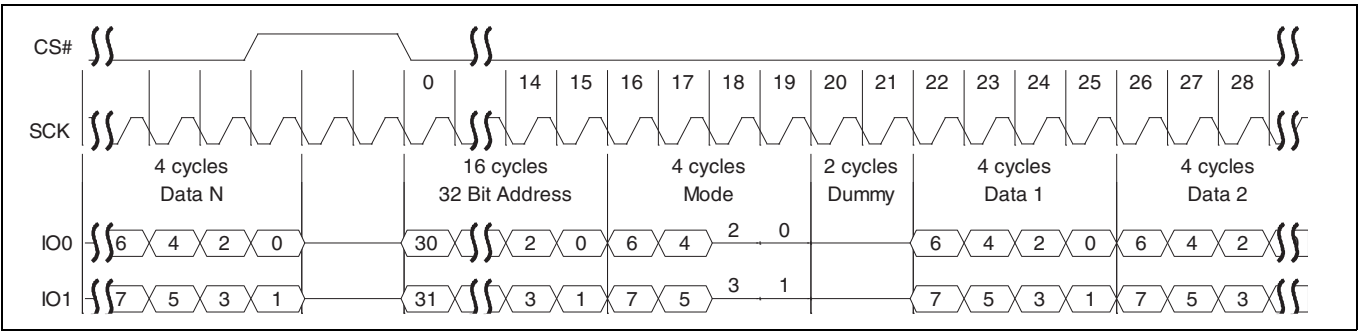 CS#
0 14 15 16 17 18 19 20 21 22 23 24 25 26 27 28
SCK
4 cycles 16 cycles 4 cycles 2 cycles 4 cycles 4 cycles
Data N 32 Bit Address Mode Dummy Data 1 Data 2
IO0 6 4 2 0 30 2 0 6 4 2 0 6 4 2 0 6 4 2
IO1 7 5 3 1 31 3 1 7 5 3 1 7 5 3 1 7 5 3